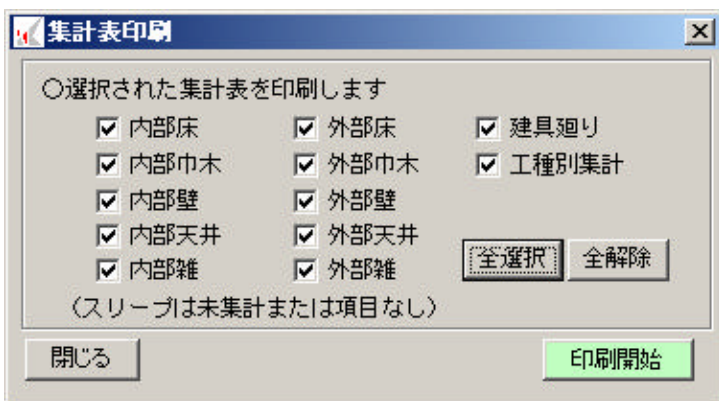 集計表印刷
○選択された集計表を印刷します
内部床 外部床 建具廻り
内部巾木 外部巾木 工種別集計
内部壁 外部壁
内部天井 外部天井 全選択 全解除
内部雑 外部雑
(スリープは未集計または項目なし)
閉じる 印刷開始